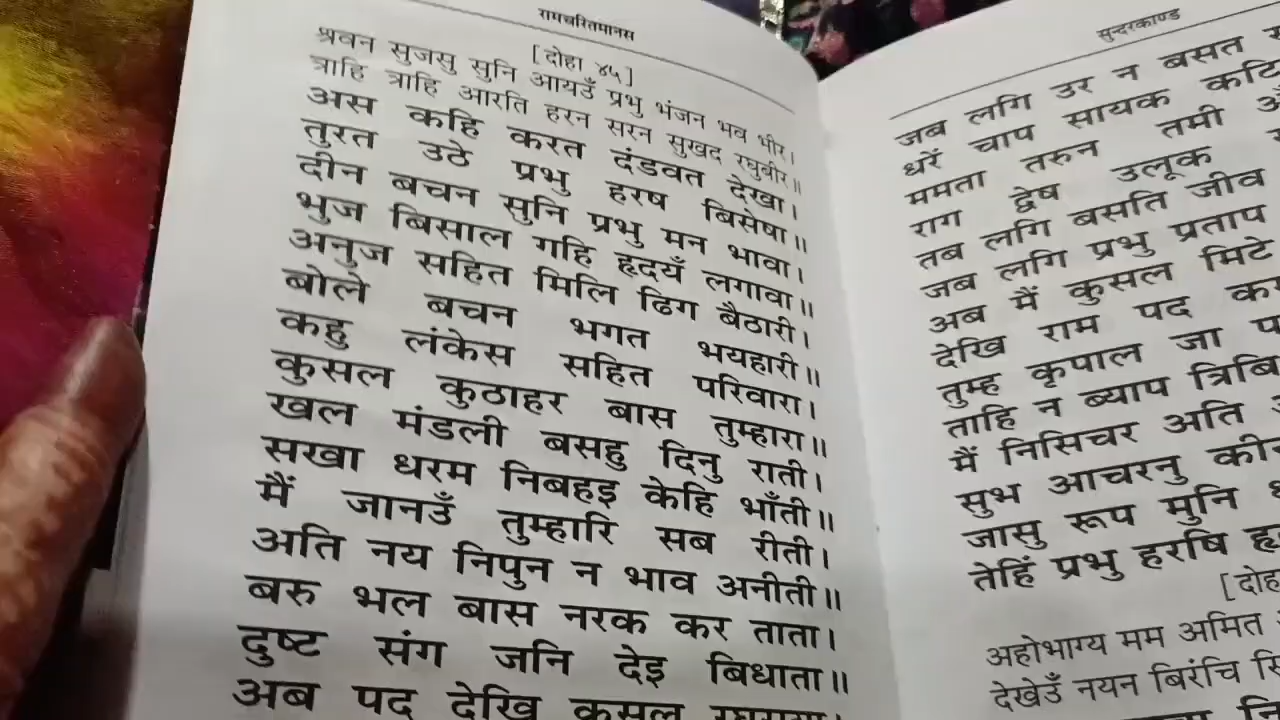 रामचरितमानस
[दोहा ४५]
श्रवन सुजसु सुनि आयउँ प्रभु भंजन भव भीर।
त्राहि त्राहि आरति हरन सरन सुखद रघुबीर॥
अस कहि करत दंडवत देखा।
तुरत उठे प्रभु हरष बिसेषा॥
दीन बचन सुनि प्रभु मन भावा।
भुज बिसाल गहि हृदयँ लगावा॥
अनुज सहित मिलि ढिग बैठारी।
बोले बचन भगत भयहारी॥
कहु लंकेस सहित परिवारा।
कुसल कुठाहर बास तुम्हारा॥
खल मंडली बसहु दिनु राती।
सखा धरम निबहइ केहि भाँती॥
मैं जानउँ तुम्हारि सब रीती।
अति नय निपुन न भाव अनीती॥
बरु भल बास नरक कर ताता।
दुष्ट संग जनि देइ बिधाता॥
अब पद देखि कुसल
सुन्दरकाण्ड
जब लगि उर न बसत
धरें चाप सायक
ममता तरुन तमी
राग द्वेष उलूक
तब लगि बसति जीव
जब लगि प्रभु प्रताप
अब मैं कुसल मिटे
देखि राम पद
तुम्ह कृपाल जा
ताहि न ब्याप
मैं निसिचर अति
सुभ आचरनु
जासु रूप मुनि
तेहिं प्रभु हरषि
अहोभाग्य मम अमित
देखेउँ नयन बिरंचि